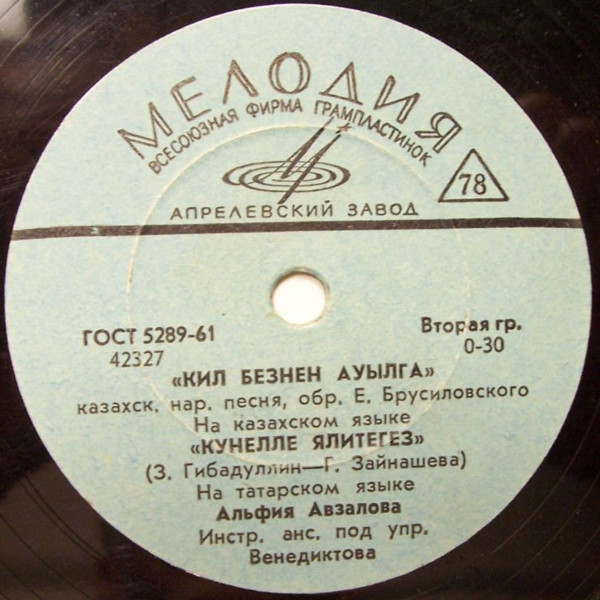 МЕЛОДИЯ
ВСЕСОЮЗНАЯ ФИРМА ГРАМПЛАСТИНОК
78
АПРЕЛЕВСКИЙ ЗАВОД
ГОСТ 5289-61 Вторая гр.
42327 0-30
«КИЛ БЕЗНЕН АУЫЛГА»
казахск. нар. песня, обр. Е. Брусиловского
На казахском языке
«КУНЕЛЛЕ ЯЛИТЕГЕЗ»
(З. Гибадуллин—Г. Зайнашева)
На татарском языке
Альфия Авзалова
Инстр. анс. под упр.
Венедиктова